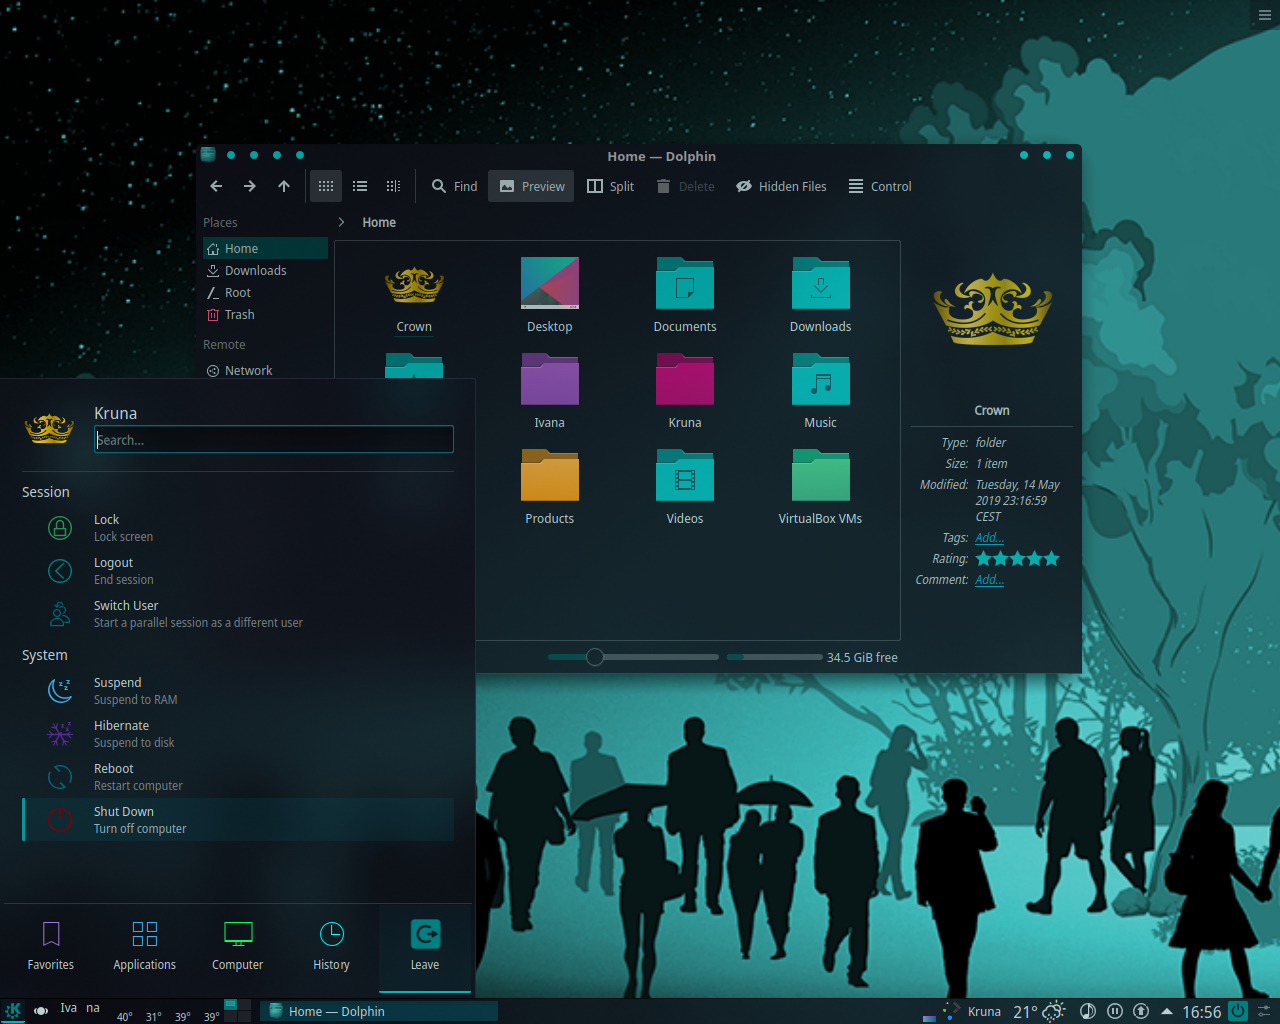 Home — Dolphin
Find
Preview
Split
Delete
Hidden Files
Control
Places
Home
Downloads
Root
Trash
Remote
Network
Home
Crown
Desktop
Documents
Downloads
Ivana
Kruna
Music
Products
Videos
VirtualBox VMs
34.5 GiB free
Crown
Type: folder
Size: 1 item
Modified: Tuesday, 14 May
2019 23:16:59
CEST
Tags: Add...
Rating:
Comment: Add...
Kruna
Search...
Session
Lock
Lock screen
Logout
End session
Switch User
Start a parallel session as a different user
System
Suspend
Suspend to RAM
Hibernate
Suspend to disk
Reboot
Restart computer
Shut Down
Turn off computer
Favorites
Applications
Computer
History
Leave
Iva na
40° 31° 39° 39°
Home — Dolphin
Kruna
21°
16:56